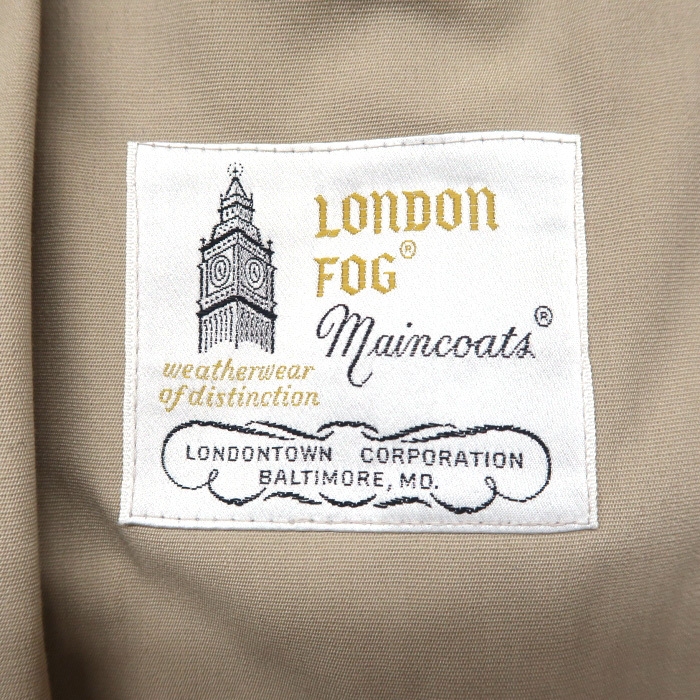 LONDON
FOG®
Maincoats®
weatherwear
of distinction
LONDONTOWN CORPORATION
BALTIMORE, MD.